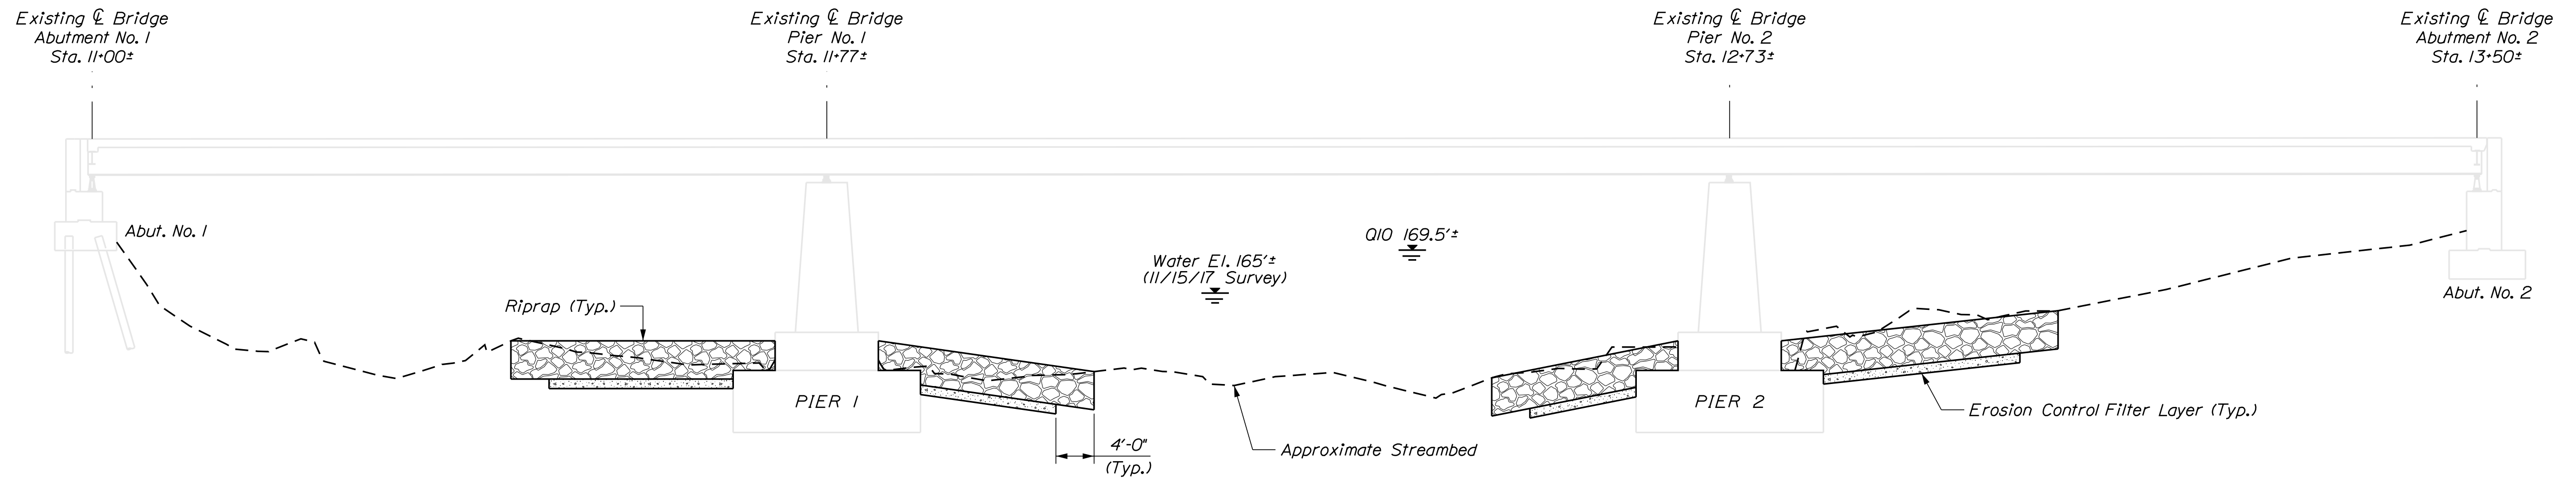 Existing ℄ Bridge
Abutment No. 1
Sta. 11+00±
Existing ℄ Bridge
Pier No. 1
Sta. 11+77±
Existing ℄ Bridge
Pier No. 2
Sta. 12+73±
Existing ℄ Bridge
Abutment No. 2
Sta. 13+50±
Abut. No. 1
Q10 169.5'±
Water El. 165'±
(11/15/17 Survey)
Abut. No. 2
Riprap (Typ.)
PIER 1
PIER 2
Erosion Control Filter Layer (Typ.)
4'-0"
(Typ.)
Approximate Streambed